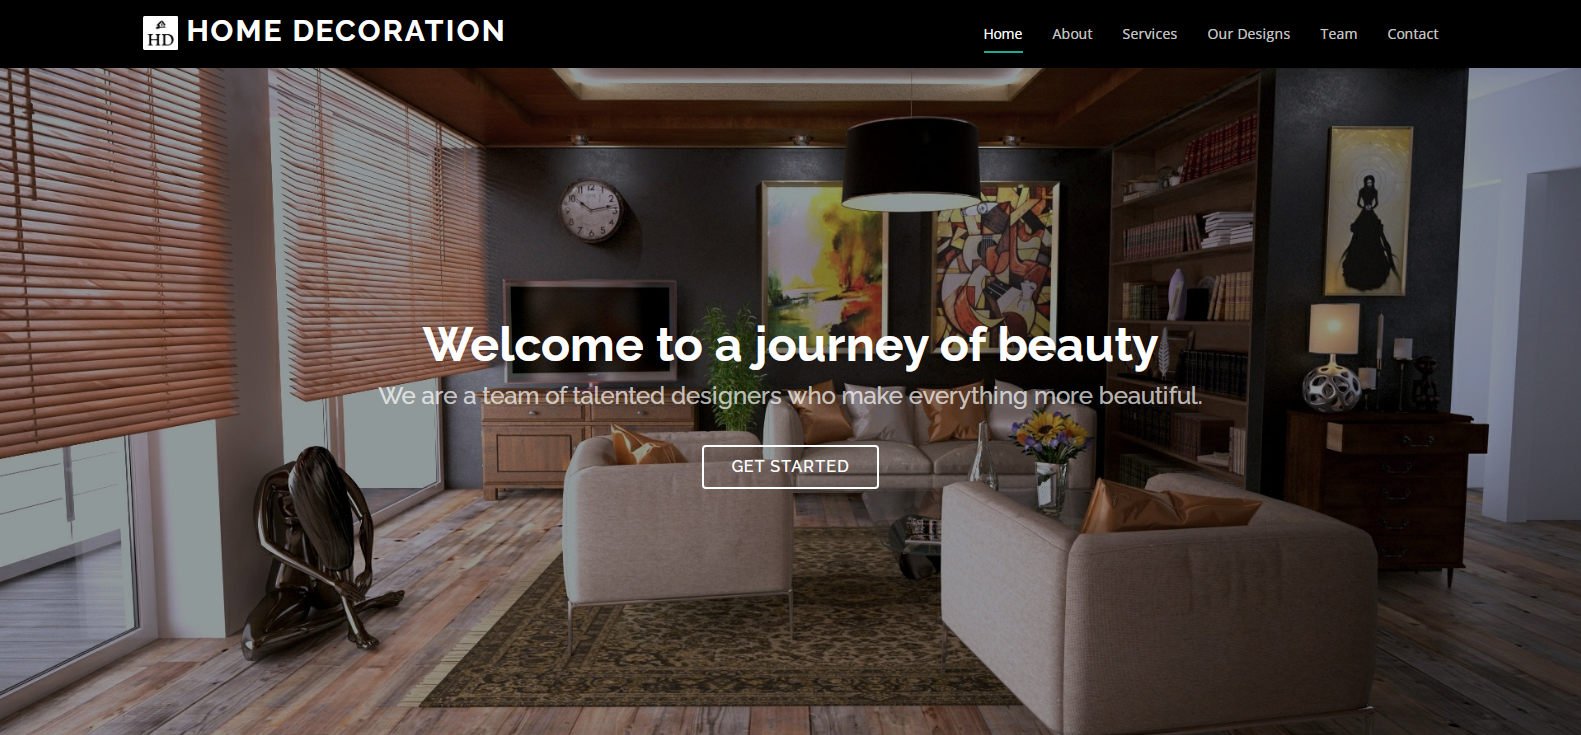 HD
HOME DECORATION
Home About Services Our Designs Team Contact
Welcome to a journey of beauty
We are a team of talented designers who make everything more beautiful.
GET STARTED